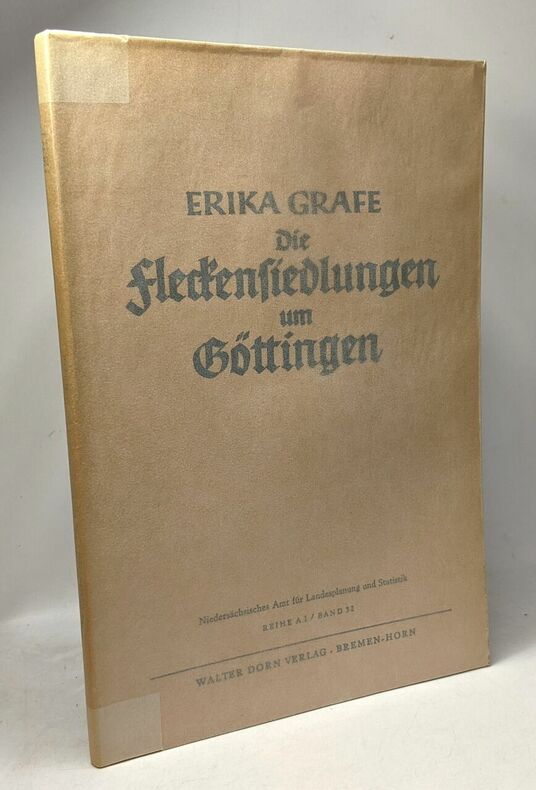 ERIKA GRAFE
die
Fleckensiedlungen
um
Göttingen
Niedersächsisches Amt für Landesplanung und Statistik
REIHE A.I / BAND 32
WALTER DORN VERLAG · BREMEN-HORN